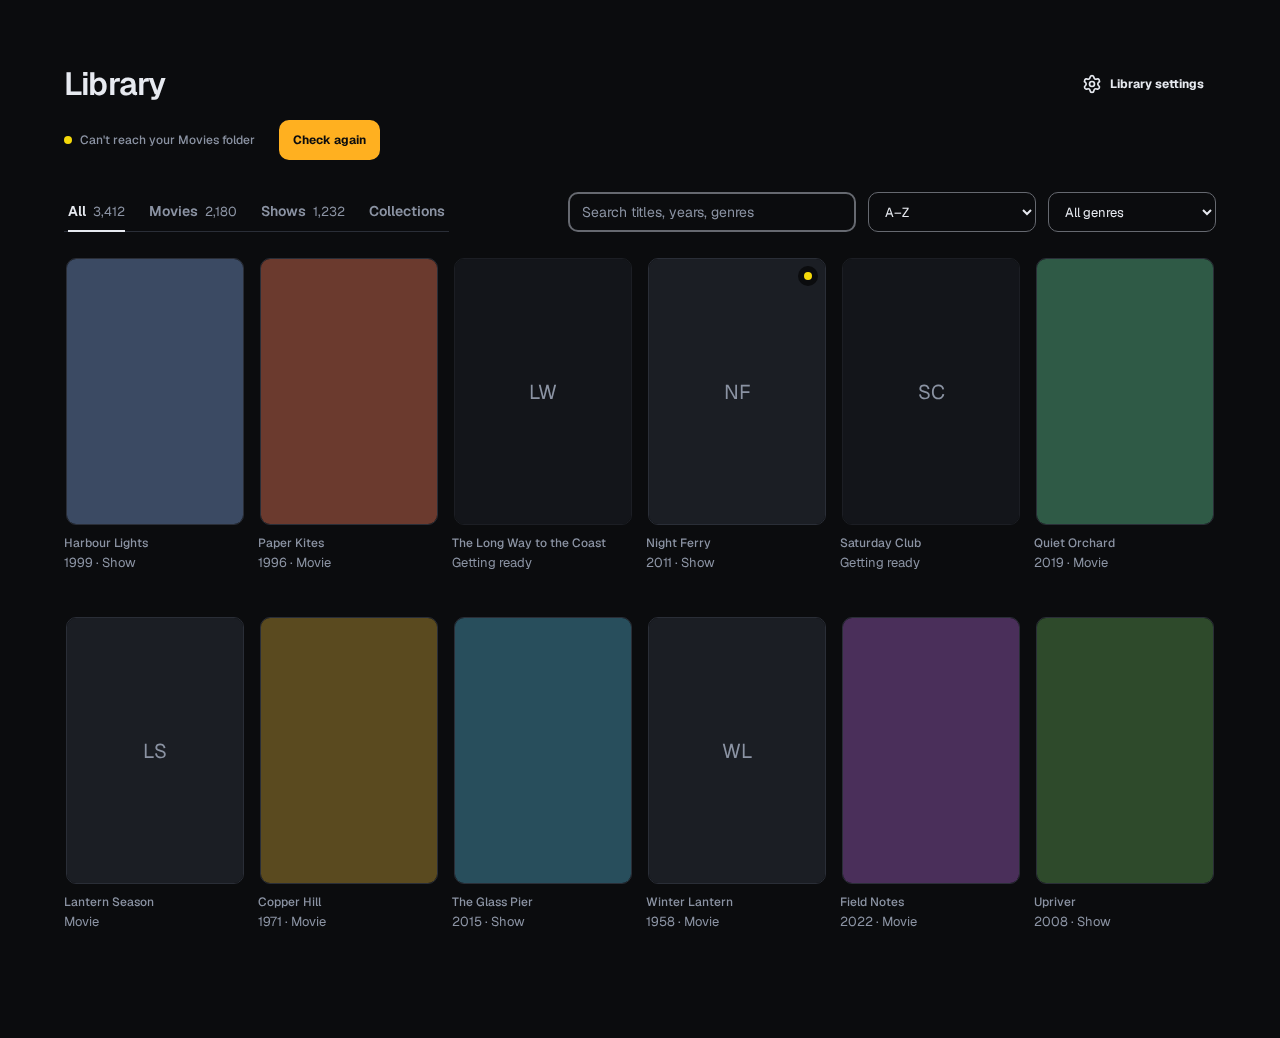 Library
Library settings
Can't reach your Movies folder
Check again
All 3,412
Movies 2,180
Shows 1,232
Collections
Search titles, years, genres
A–Z
All genres
LW
NF
SC
Harbour Lights
1999 · Show
Paper Kites
1996 · Movie
The Long Way to the Coast
Getting ready
Night Ferry
2011 · Show
Saturday Club
Getting ready
Quiet Orchard
2019 · Movie
LS
WL
Lantern Season
Movie
Copper Hill
1971 · Movie
The Glass Pier
2015 · Show
Winter Lantern
1958 · Movie
Field Notes
2022 · Movie
Upriver
2008 · Show